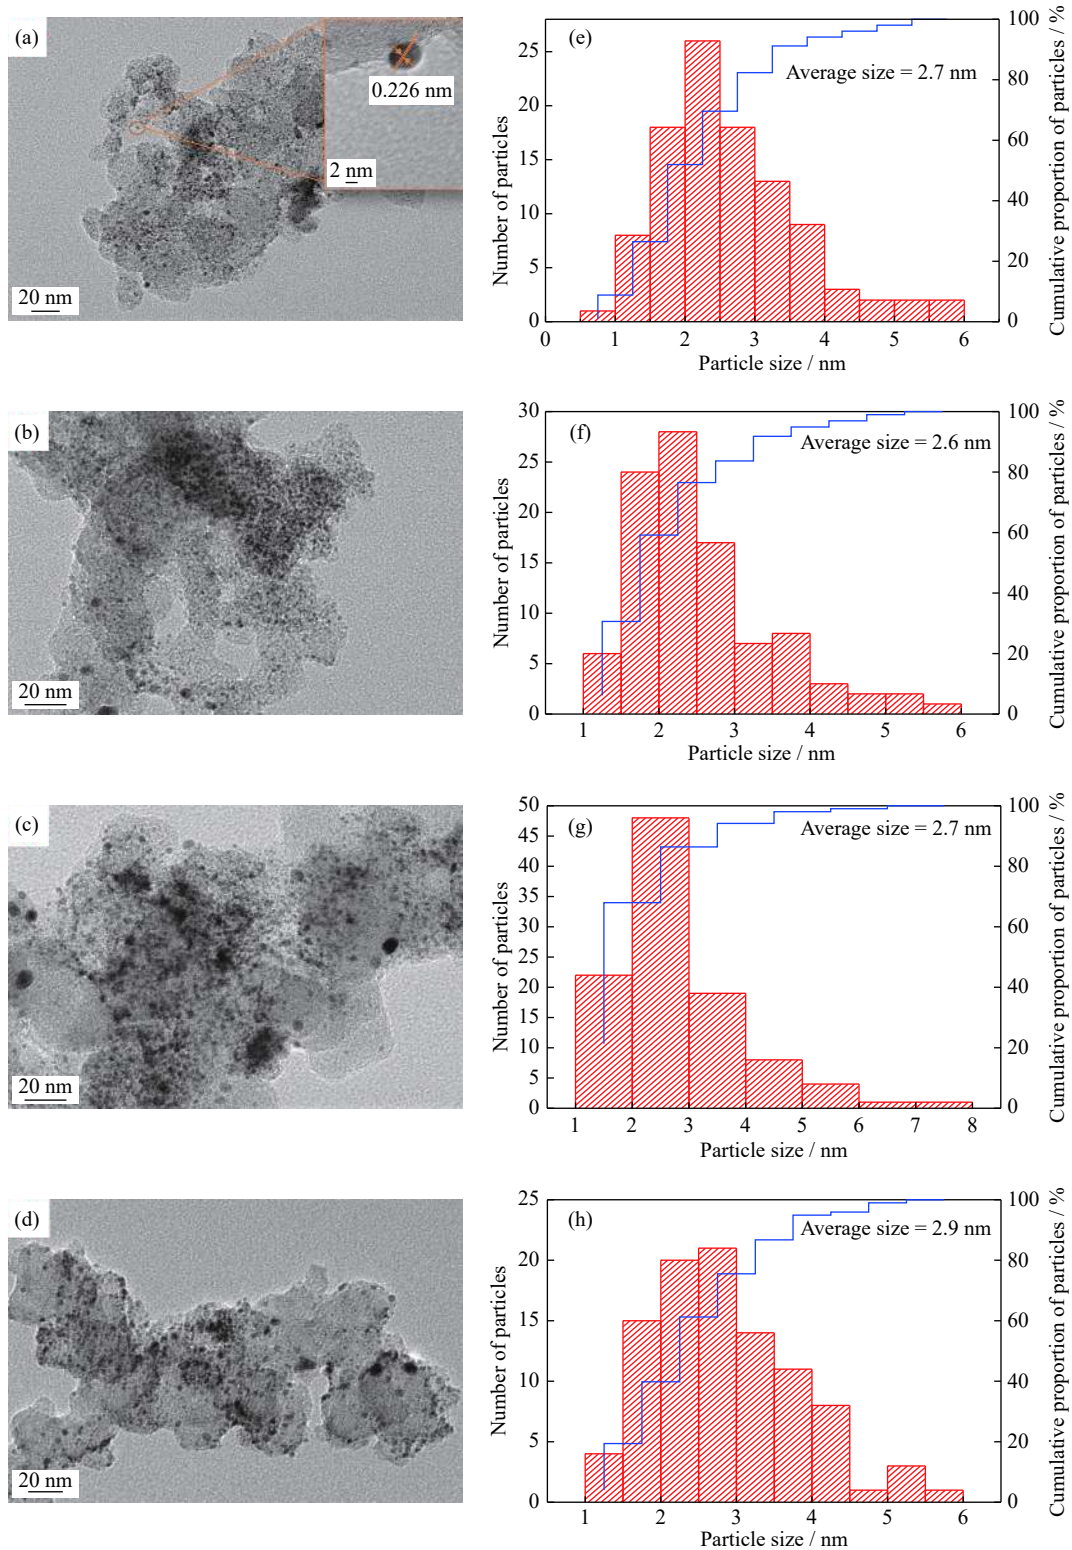 (a)
0.226 nm
2 nm
20 nm
(e)
Average size = 2.7 nm
25
20
15
10
5
0
Number of particles
100
80
60
40
20
0
Cumulative proportion of particles / %
0 1 2 3 4 5 6
Particle size / nm
(b)
20 nm
(f)
Average size = 2.6 nm
30
25
20
15
10
5
0
Number of particles
100
80
60
40
20
0
Cumulative proportion of particles / %
1 2 3 4 5 6
Particle size / nm
(c)
20 nm
(g)
Average size = 2.7 nm
50
45
40
35
30
25
20
15
10
5
0
Number of particles
100
80
60
40
20
0
Cumulative proportion of particles / %
1 2 3 4 5 6 7 8
Particle size / nm
(d)
20 nm
(h)
Average size = 2.9 nm
25
20
15
10
5
0
Number of particles
100
80
60
40
20
0
Cumulative proportion of particles / %
1 2 3 4 5 6
Particle size / nm